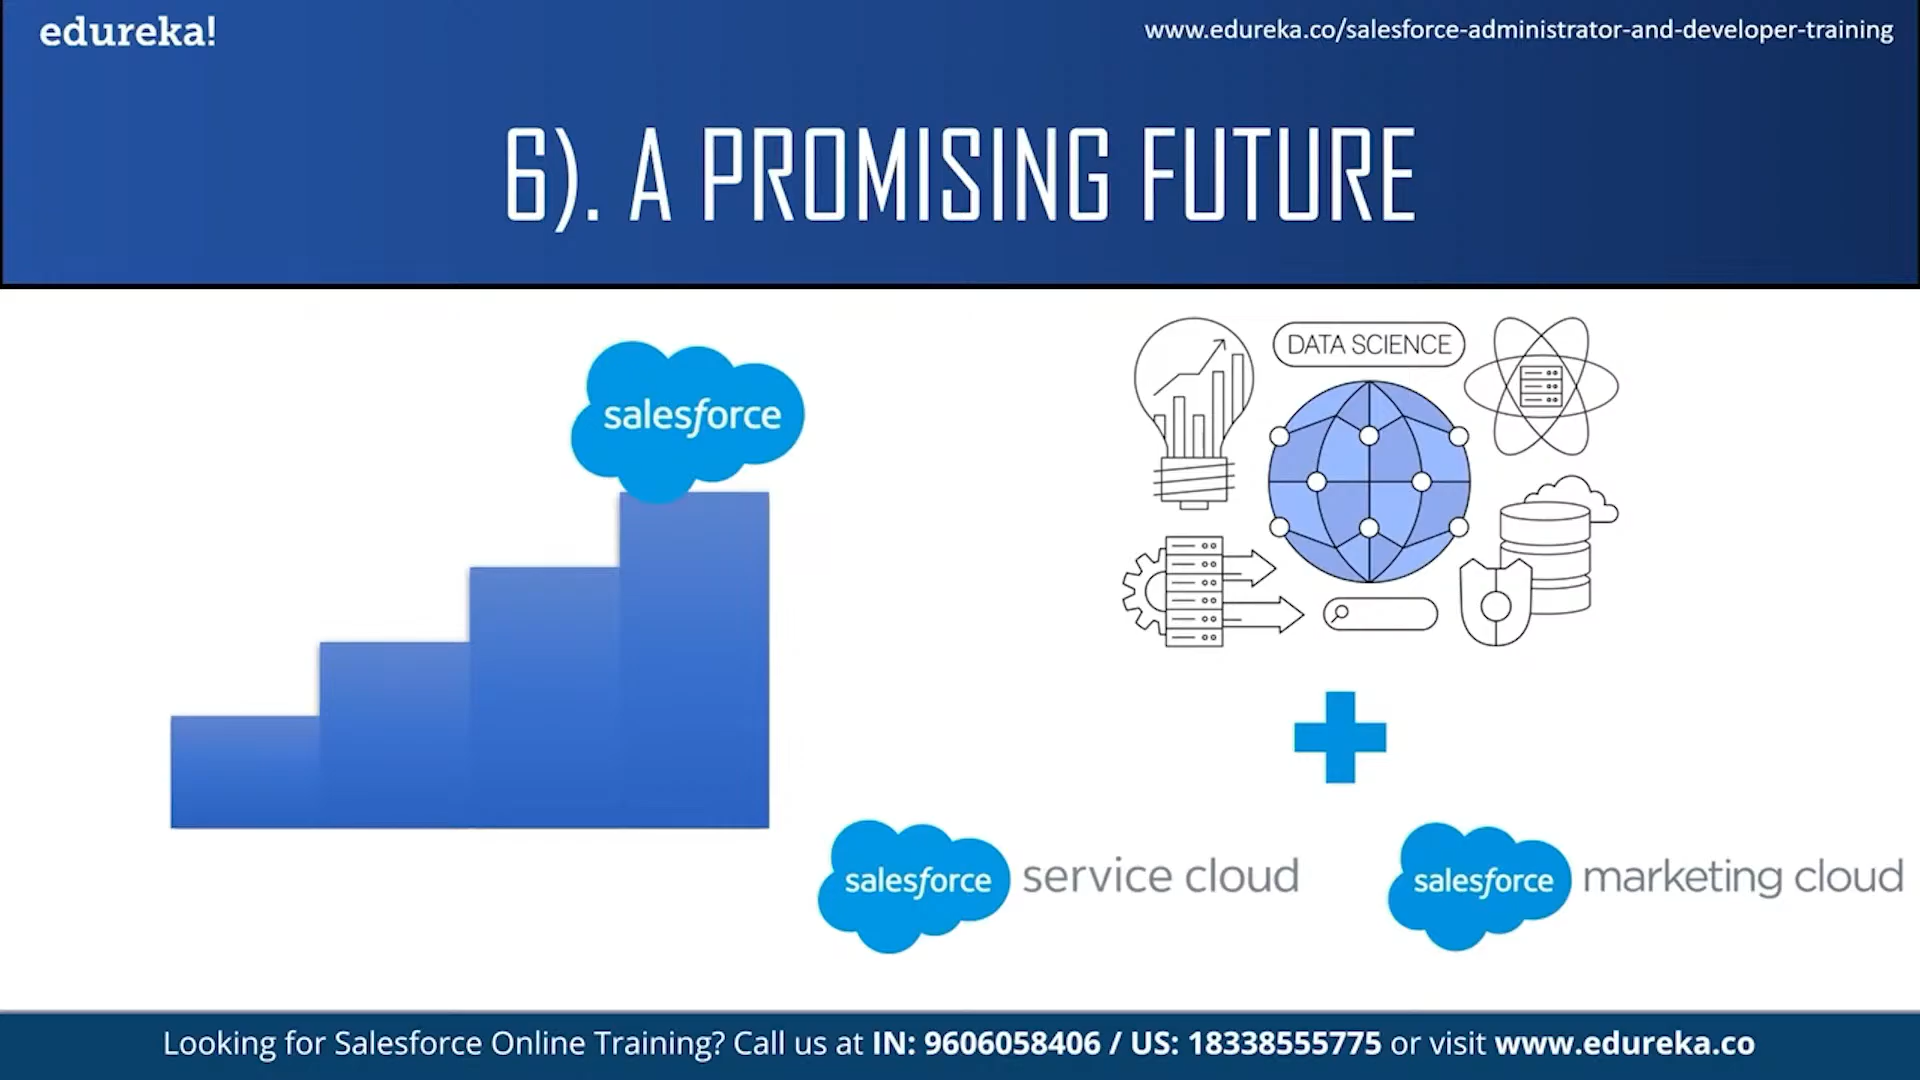 edureka!
www.edureka.co/salesforce-administrator-and-developer-training
6). A PROMISING FUTURE
salesforce
DATA SCIENCE
salesforce service cloud
salesforce marketing cloud
Looking for Salesforce Online Training? Call us at IN: 9606058406 / US: 18338555775 or visit www.edureka.co